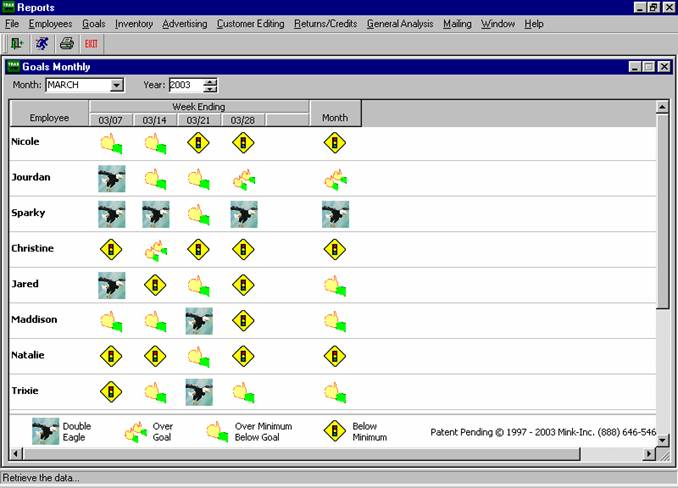 TRAX Reports
File Employees Goals Inventory Advertising Customer Editing Returns/Credits General Analysis Mailing Window Help
EXIT
TRAX Goals Monthly
Month: MARCH Year: 2003
Employee Week Ending Month
03/07 03/14 03/21 03/28
Nicole
Jourdan
Sparky
Christine
Jared
Maddison
Natalie
Trixie
Double Eagle
Over Goal
Over Minimum Below Goal
Below Minimum
Patent Pending © 1997 - 2003 Mink-Inc. (888) 646-546
Retrieve the data...